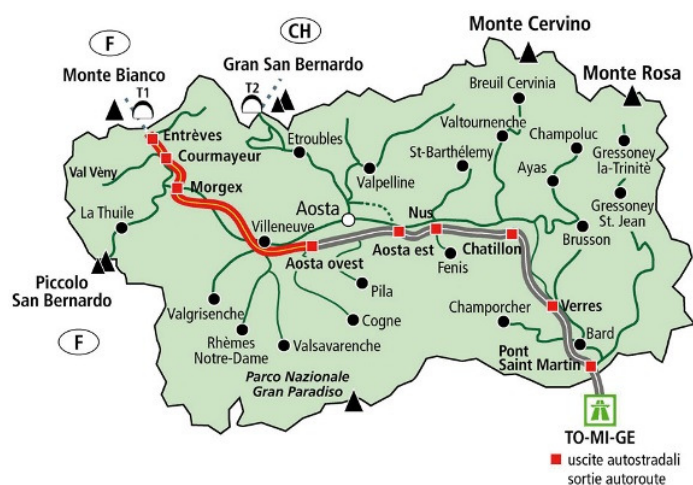 F
CH
Monte Cervino
Gran San Bernardo
Monte Bianco
Monte Rosa
T1
T2
Breuil Cervinia
Entrèves
Etroubles
Valtournenche
Champoluc
Courmayeur
St-Barthélemy
Gressoney
la-Trinitè
Val Vèny
Valpelline
Ayas
Morgex
Gressoney
St. Jean
La Thuile
Aosta
Nus
Villeneuve
Brusson
Aosta ovest
Aosta est
Chatillon
Fenis
Piccolo
San Bernardo
Pila
Valgrisenche
Champorcher
Verres
Cogne
F
Rhèmes
Notre-Dame
Valsavarenche
Bard
Pont
Saint Martin
Parco Nazionale
Gran Paradiso
TO-MI-GE
uscite autostradali
sortie autoroute